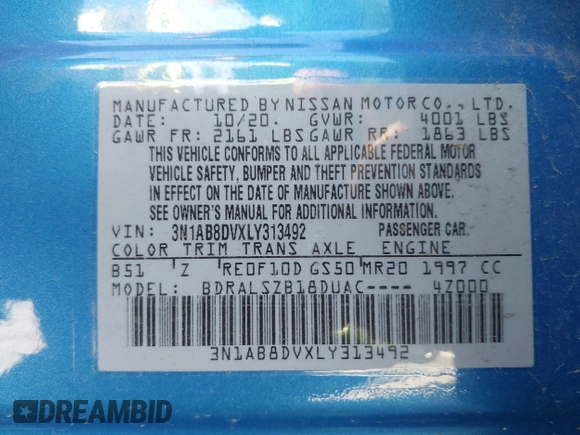 MANUFACTURED BY NISSAN MOTOR CO., LTD.
DATE: 10/20. GVWR: 4001 LBS
GAWR FR: 2161 LBS GAWR RR: 1863 LBS
THIS VEHICLE CONFORMS TO ALL APPLICABLE FEDERAL MOTOR
VEHICLE SAFETY, BUMPER AND THEFT PREVENTION STANDARDS
IN EFFECT ON THE DATE OF MANUFACTURE SHOWN ABOVE.
SEE OWNER'S MANUAL FOR ADDITIONAL INFORMATION.
VIN: 3N1AB8DVXLY313492 PASSENGER CAR.
COLOR TRIM TRANS AXLE ENGINE
B51 Z RE0F10D GS50 MR20 1997 CC
MODEL: BDRALSZB18DUAC---- 4Z000
3N1AB8DVXLY313492
DREAMBID